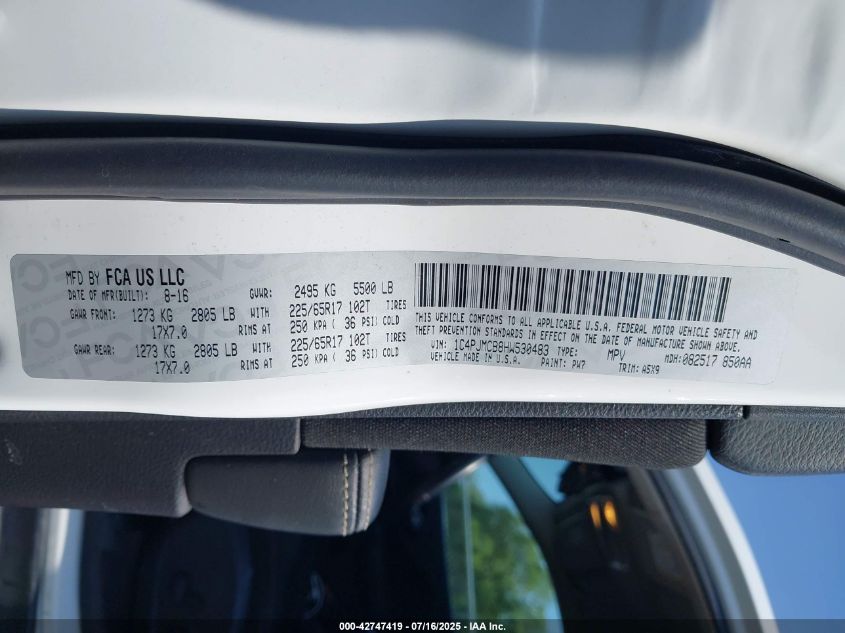 MFD BY FCA US LLC
DATE OF MFR(BUILT): 8-16 GVWR: 2495 KG 5500 LB
GAWR FRONT: 1273 KG 2805 LB WITH 225/65R17 102T TIRES
17X7.0 RIMS AT 250 KPA ( 36 PSI) COLD
GAWR REAR: 1273 KG 2805 LB WITH 225/65R17 102T TIRES
17X7.0 RIMS AT 250 KPA ( 36 PSI) COLD
THIS VEHICLE CONFORMS TO ALL APPLICABLE U.S.A. FEDERAL MOTOR VEHICLE SAFETY AND
THEFT PREVENTION STANDARDS IN EFFECT ON THE DATE OF MANUFACTURE SHOWN ABOVE.
VIN: 1C4PJMCB8HW530483 TYPE: MPV MDH: 082517 850AA
VEHICLE MADE IN U.S.A. PAINT: PW7 TRIM: A5X9
000-42747419 - 07/16/2025 - IAA Inc.